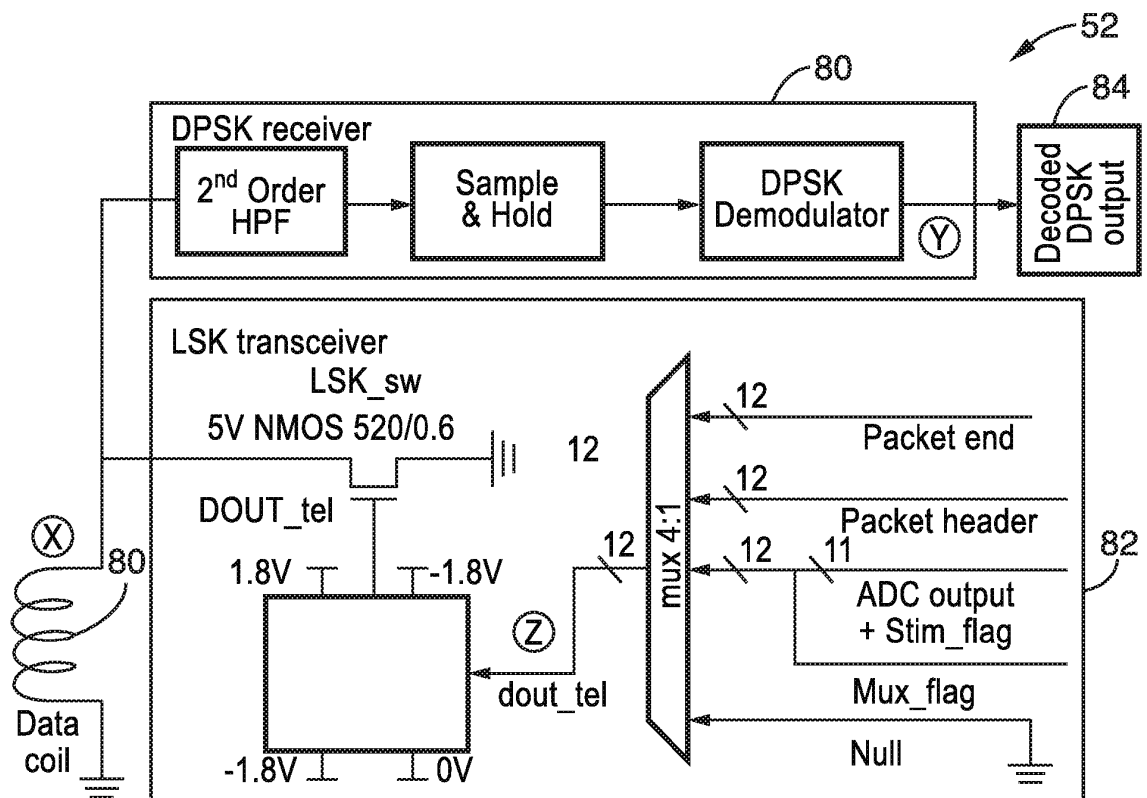 52
80
84
DPSK receiver
2nd Order
HPF
Sample
& Hold
DPSK
Demodulator
Y
Decoded
DPSK
output
LSK transceiver
LSK_sw
5V NMOS 520/0.6
12
DOUT_tel
X
80
Data
coil
1.8V
-1.8V
-1.8V
0V
Z
dout_tel
12
mux 4:1
12
Packet end
12
Packet header
12
11
ADC output
+ Stim_flag
Mux_flag
Null
82